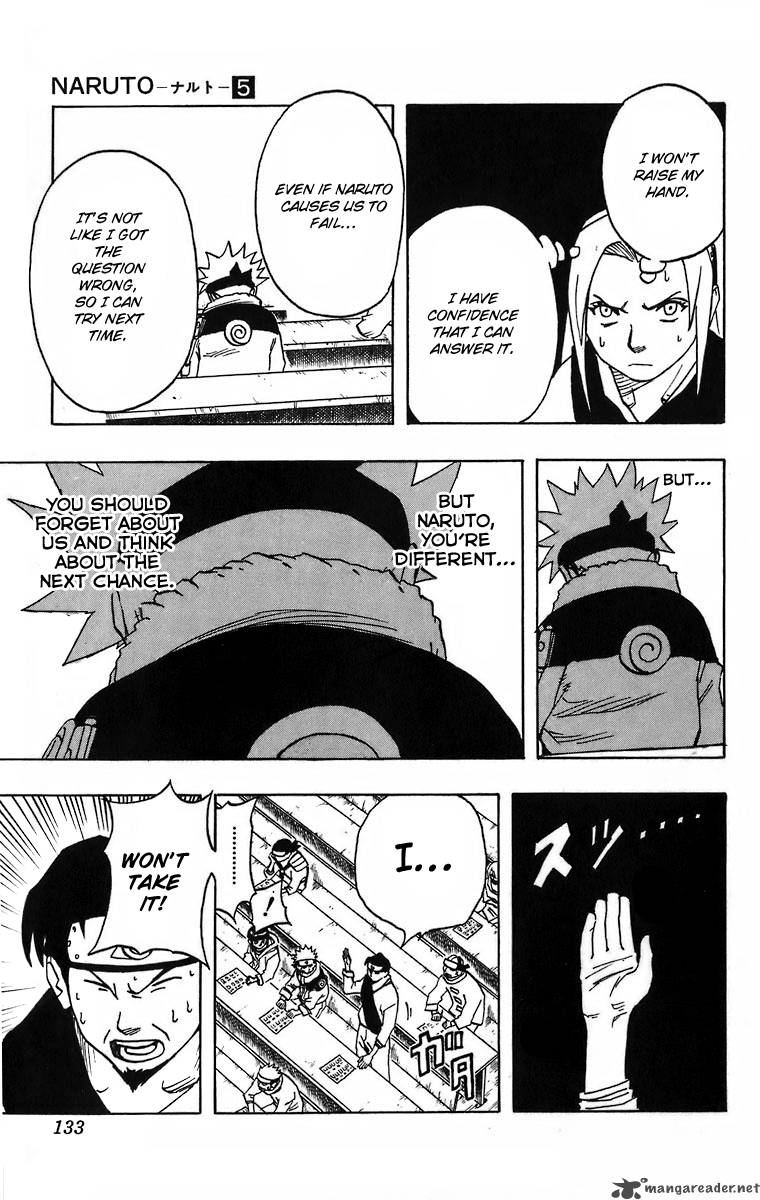 NARUTO—ナルト—5
I WON'T
RAISE MY
HAND.
I HAVE
CONFIDENCE
THAT I CAN
ANSWER IT.
EVEN IF NARUTO
CAUSES US TO
FAIL...
IT'S NOT
LIKE I GOT
THE
QUESTION
WRONG,
SO I CAN
TRY NEXT
TIME.
BUT...
BUT
NARUTO,
YOU'RE
DIFFERENT...
YOU SHOULD
FORGET ABOUT
US AND THINK
ABOUT THE
NEXT CHANCE.
スッ‥‥
I...
.........
!
ガタ
WON'T
TAKE IT!
133
mangareader.net